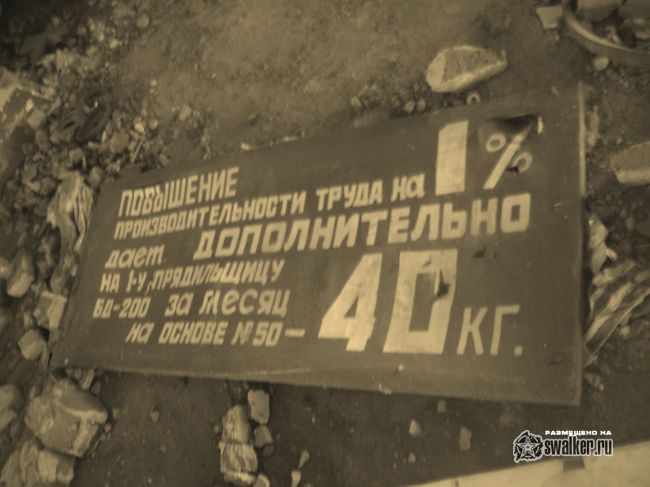 ПОВЫШЕНИЕ
ПРОИЗВОДИТЕЛЬНОСТИ ТРУДА НА 1%
дает ДОПОЛНИТЕЛЬНО
НА 1-У ПРЯДИЛЬЩИЦУ
БД-200 ЗА месяц
НА ОСНОВЕ №50 – 40 КГ.
РАЗМЕЩЕНО НА
swalker.ru